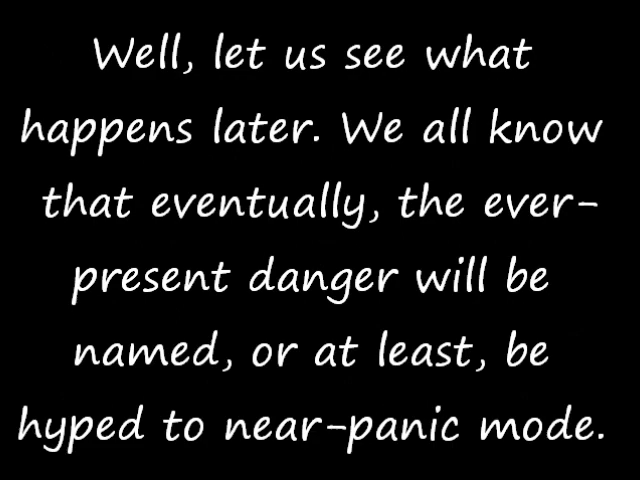 Well, let us see what
happens later. We all know
that eventually, the ever-
present danger will be
named, or at least, be
hyped to near-panic mode.